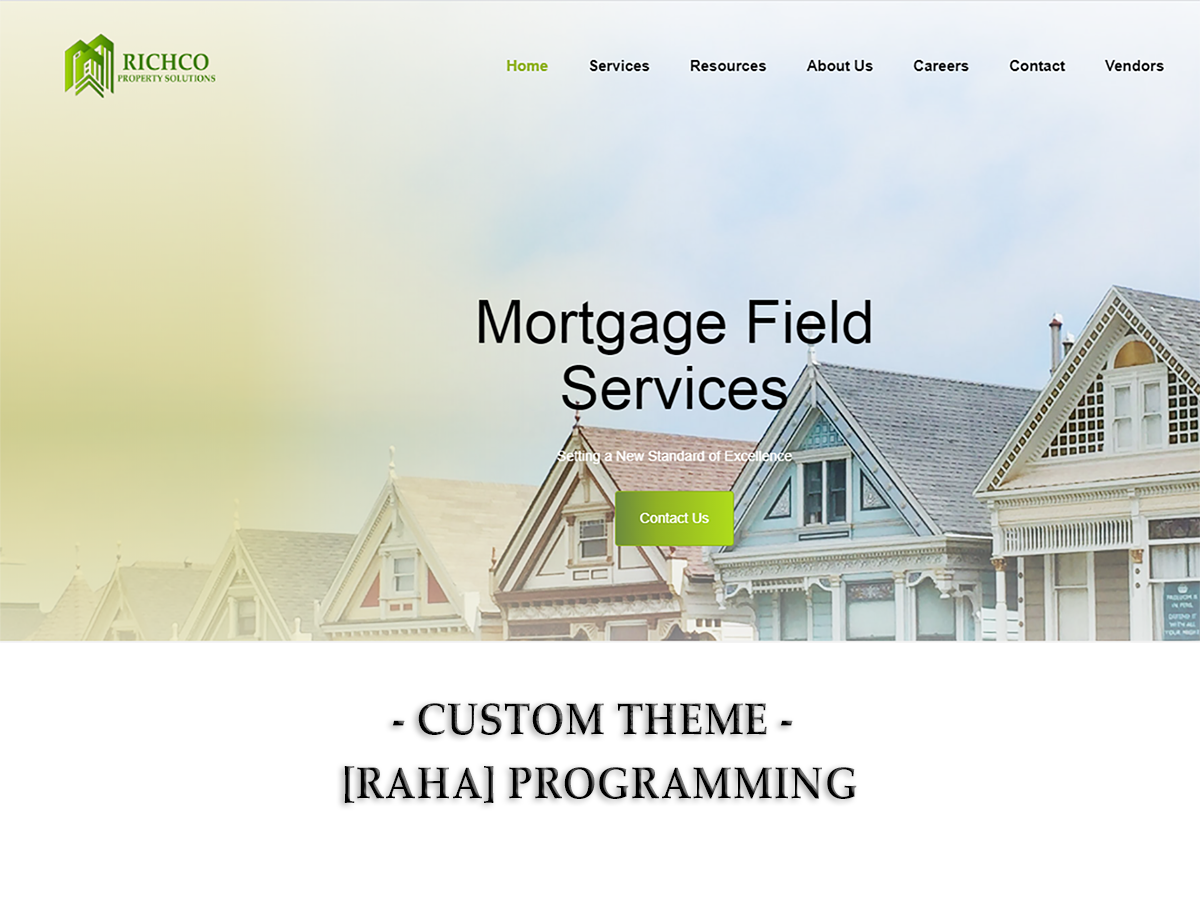 RICHCO
PROPERTY SOLUTIONS
Home Services Resources About Us Careers Contact Vendors
Mortgage Field
Services
Setting a New Standard of Excellence
Contact Us
- CUSTOM THEME -
[RAHA] PROGRAMMING